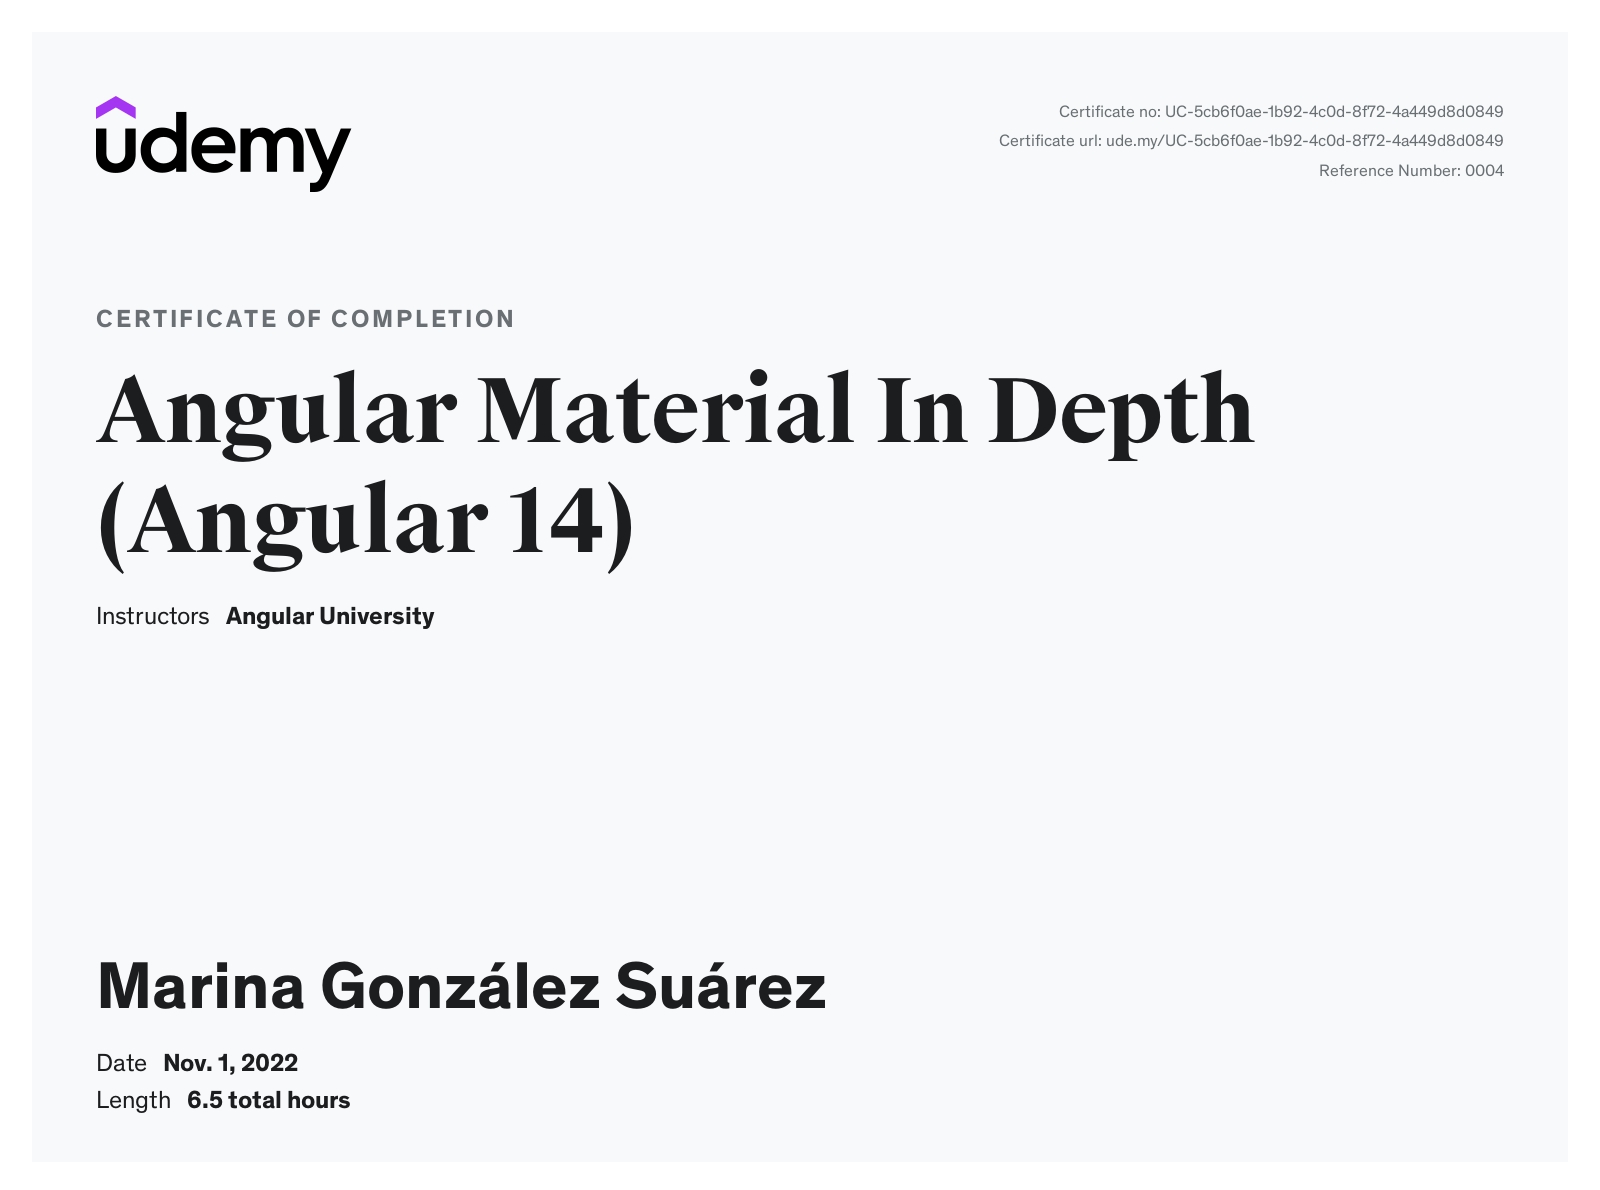 udemy
Certificate no: UC-5cb6f0ae-1b92-4c0d-8f72-4a449d8d0849
Certificate url: ude.my/UC-5cb6f0ae-1b92-4c0d-8f72-4a449d8d0849
Reference Number: 0004
CERTIFICATE OF COMPLETION
Angular Material In Depth
(Angular 14)
Instructors Angular University
Marina González Suárez
Date Nov. 1, 2022
Length 6.5 total hours